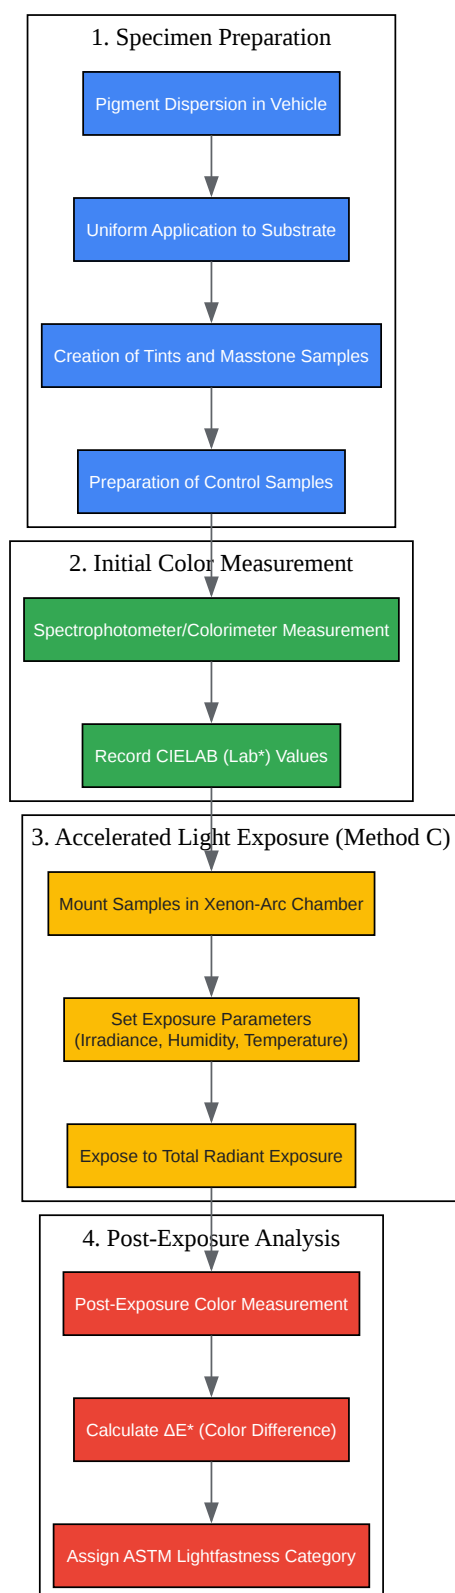 1. Specimen Preparation
Pigment Dispersion in Vehicle
Uniform Application to Substrate
Creation of Tints and Masstone Samples
Preparation of Control Samples
2. Initial Color Measurement
Spectrophotometer/Colorimeter Measurement
Record CIELAB (Lab*) Values
3. Accelerated Light Exposure (Method C)
Mount Samples in Xenon-Arc Chamber
Set Exposure Parameters
(Irradiance, Humidity, Temperature)
Expose to Total Radiant Exposure
4. Post-Exposure Analysis
Post-Exposure Color Measurement
Calculate ΔE* (Color Difference)
Assign ASTM Lightfastness Category